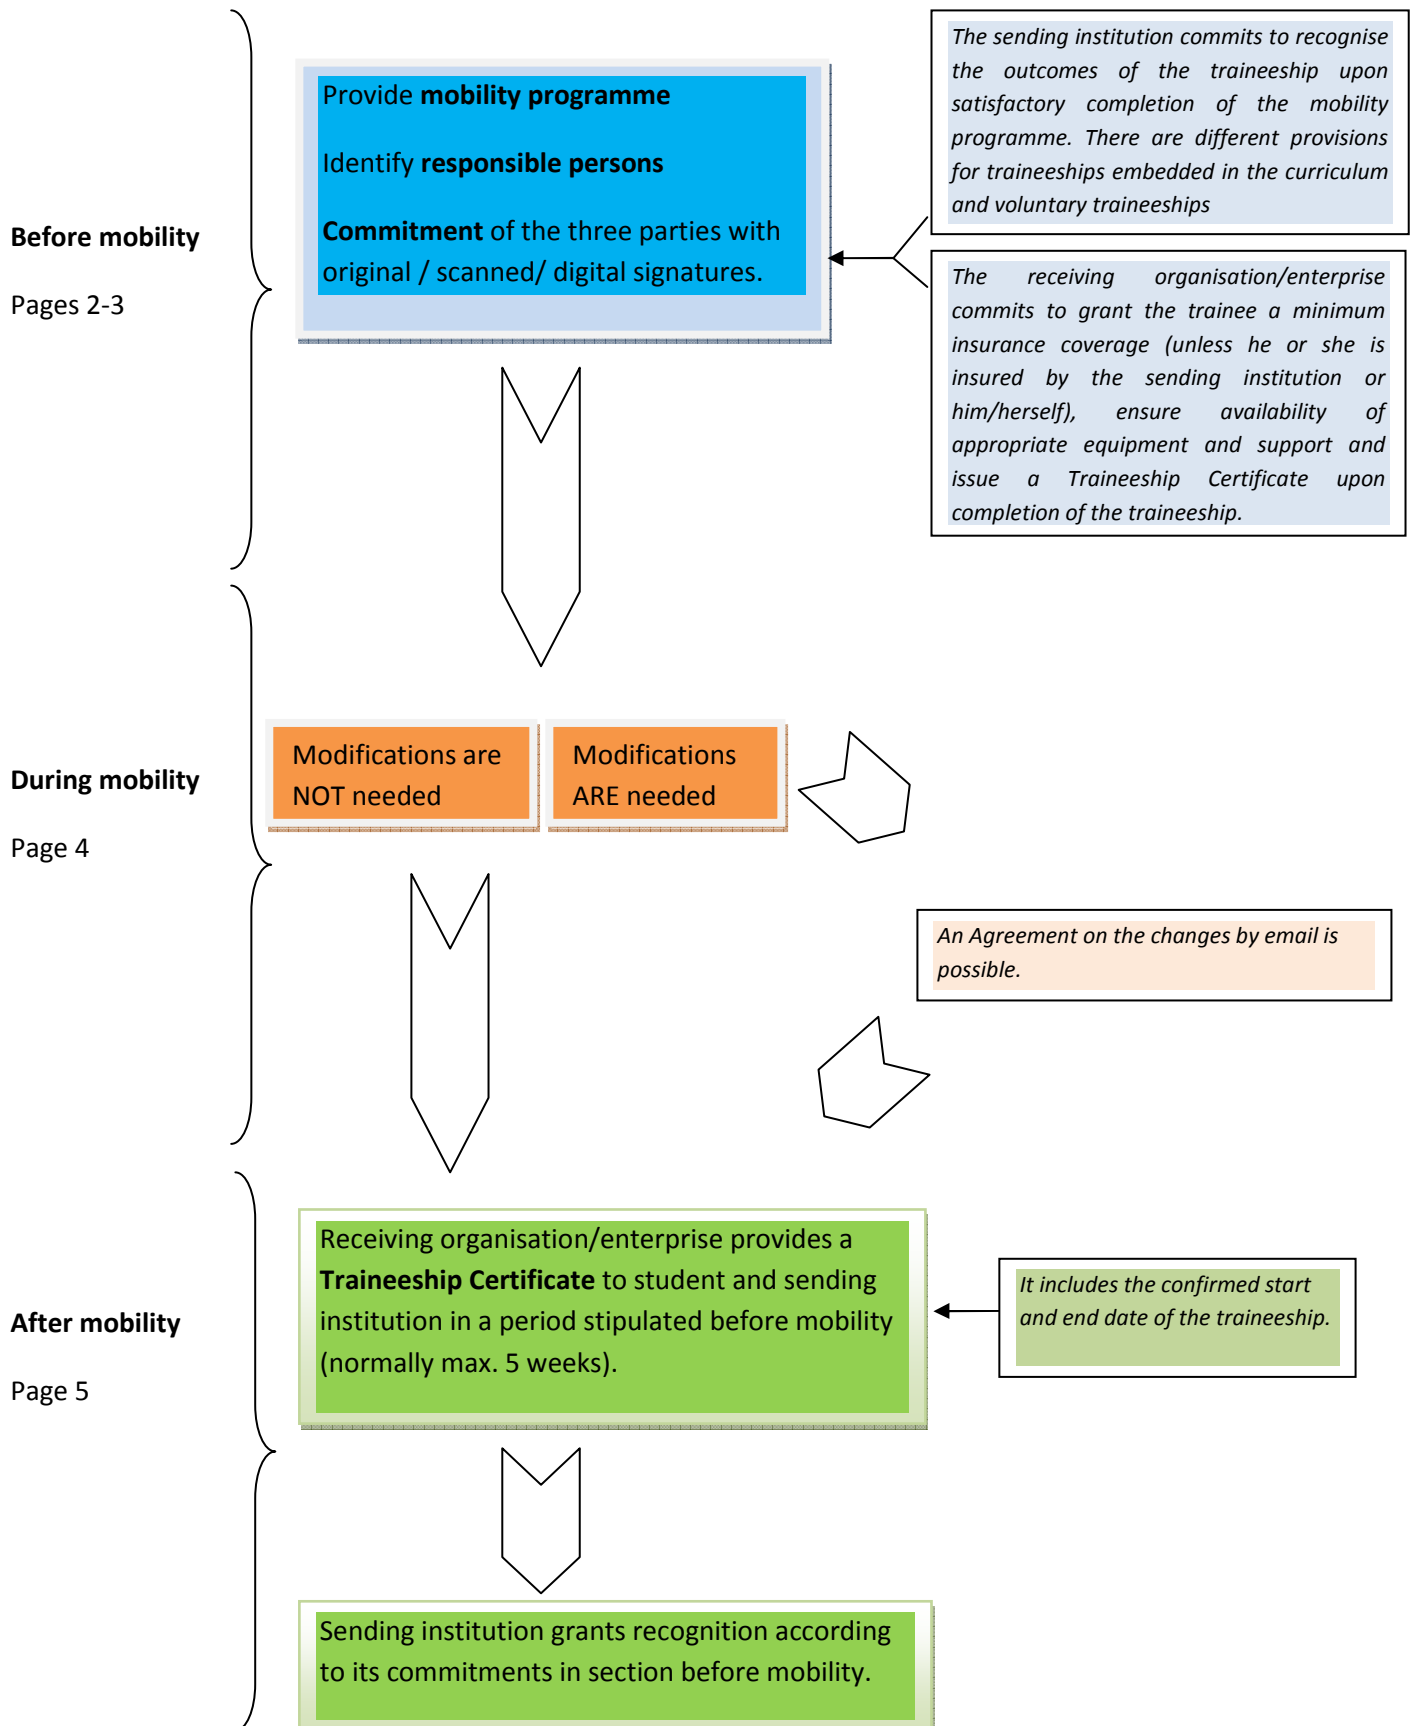 Before mobility
Pages 2-3
Provide mobility programme
Identify responsible persons
Commitment of the three parties with
original / scanned/ digital signatures.
The sending institution commits to recognise
the outcomes of the traineeship upon
satisfactory completion of the mobility
programme. There are different provisions
for traineeships embedded in the curriculum
and voluntary traineeships
The receiving organisation/enterprise
commits to grant the trainee a minimum
insurance coverage (unless he or she is
insured by the sending institution or
him/herself), ensure availability of
appropriate equipment and support and
issue a Traineeship Certificate upon
completion of the traineeship.
During mobility
Page 4
Modifications are
NOT needed
Modifications
ARE needed
An Agreement on the changes by email is
possible.
After mobility
Page 5
Receiving organisation/enterprise provides a
Traineeship Certificate to student and sending
institution in a period stipulated before mobility
(normally max. 5 weeks).
It includes the confirmed start
and end date of the traineeship.
Sending institution grants recognition according
to its commitments in section before mobility.